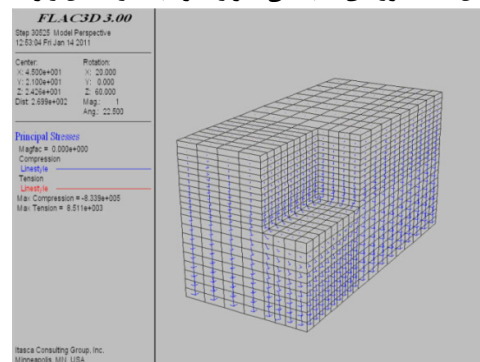 FLAC3D 3.00
Step 30525 Model Perspective
12:53:04 Fri Jan 14 2011
Center:
X: 4.500e+001
Y: 2.100e+001
Z: 2.426e+001
Dist: 2.699e+002
Rotation:
X: 20.000
Y: 0.000
Z: 60.000
Mag.: 1
Ang.: 22.500
Principal Stresses
Magfac = 0.000e+000
Compression
Linestyle
Tension
Linestyle
Max Compression = -8.339e+005
Max Tension = 8.511e+003
Itasca Consulting Group, Inc.
Minneapolis, MN USA